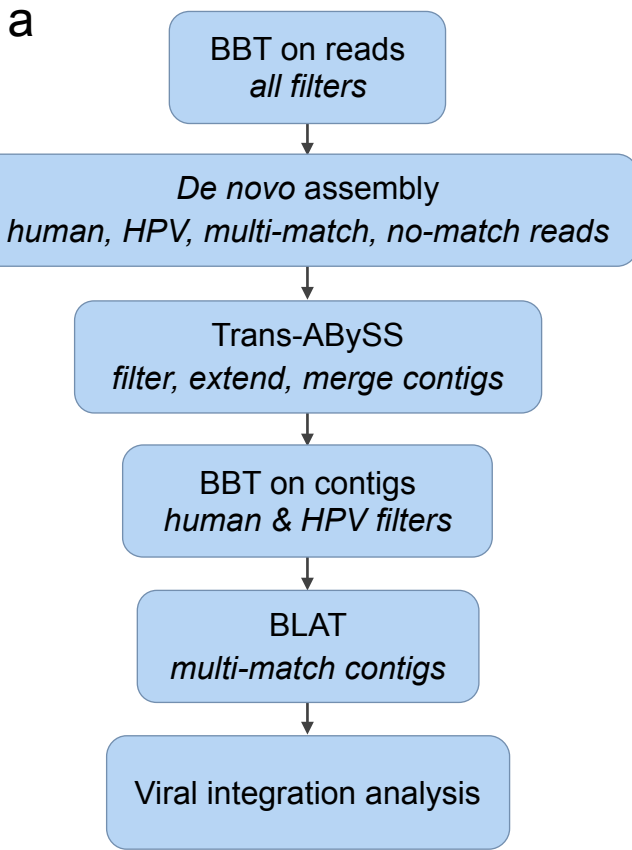 a
BBT on reads
all filters
De novo assembly
human, HPV, multi-match, no-match reads
Trans-ABySS
filter, extend, merge contigs
BBT on contigs
human & HPV filters
BLAT
multi-match contigs
Viral integration analysis